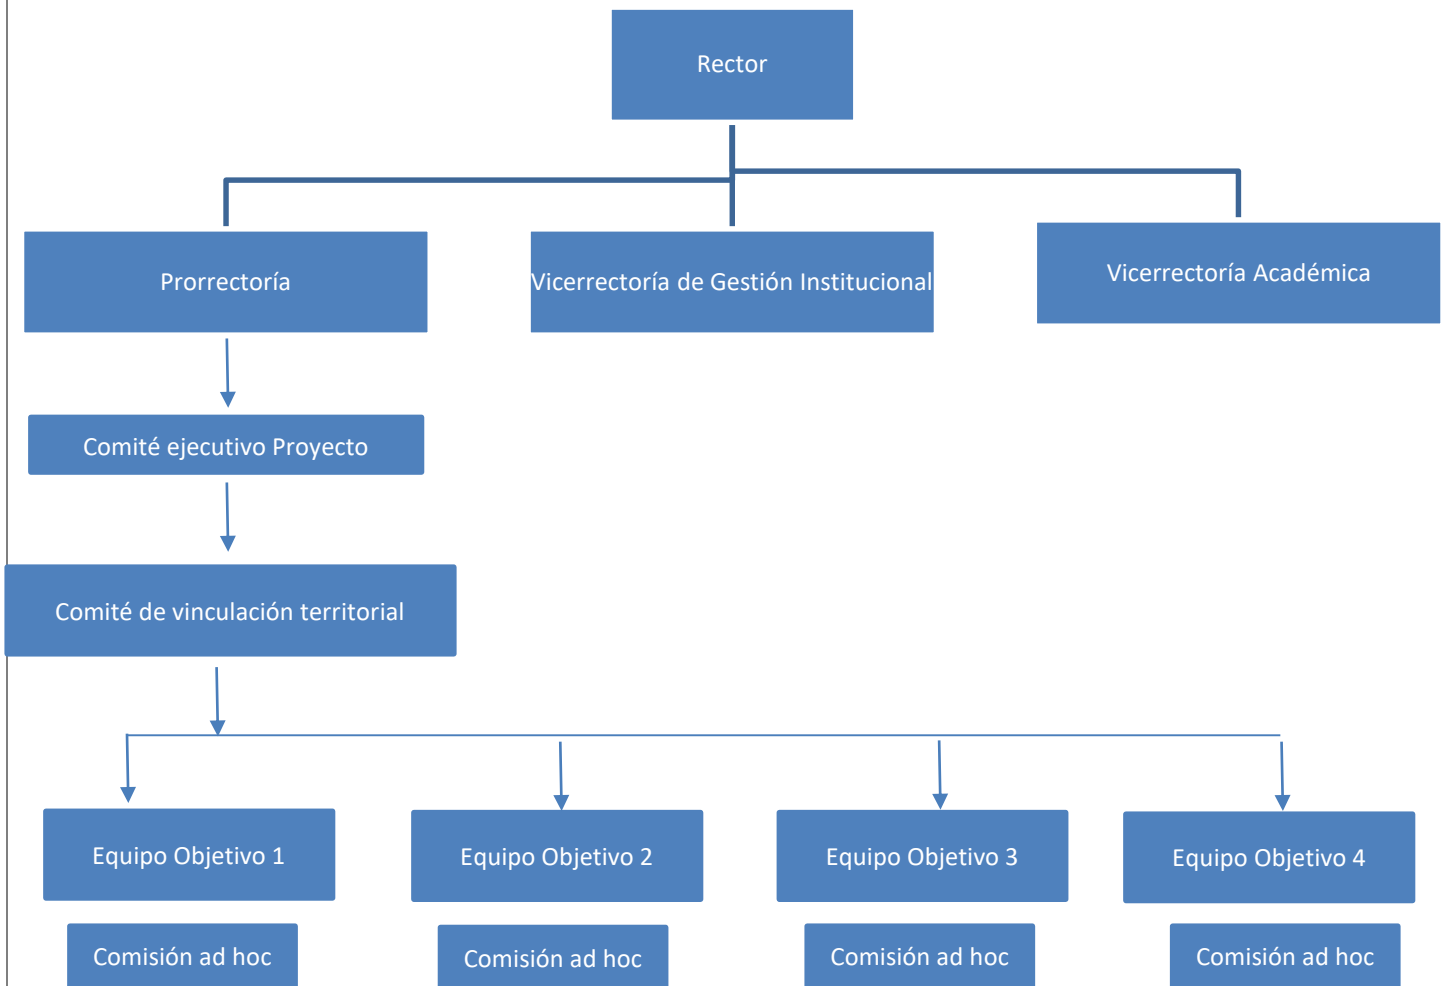 Rector
Prorrectoría
Vicerrectoría de Gestión Institucional
Vicerrectoría Académica
Comité ejecutivo Proyecto
Comité de vinculación territorial
Equipo Objetivo 1
Equipo Objetivo 2
Equipo Objetivo 3
Equipo Objetivo 4
Comisión ad hoc
Comisión ad hoc
Comisión ad hoc
Comisión ad hoc